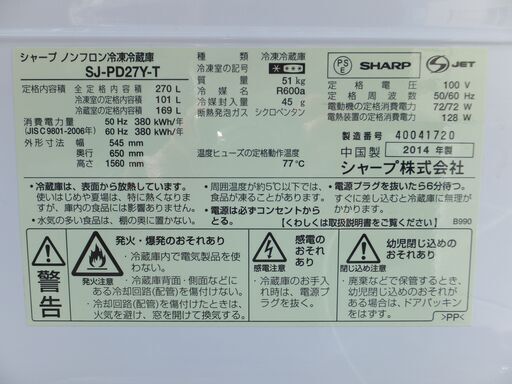 シャープ ノンフロン冷凍冷蔵庫
SJ-PD27Y-T
定格内容積 全定格内容積 270 L
冷凍室の定格内容積 101 L
冷蔵室の定格内容積 169 L
消費電力量 50 Hz 380 kWh/年
(JIS C 9801-2006年) 60 Hz 380 kWh/年
外形寸法 幅 545 mm
奥行 650 mm
高さ 1560 mm
種類 冷凍冷蔵庫
冷凍室の記号
質量 51 kg
冷媒 R600a
冷媒封入量 45 g
断熱発泡ガス シクロペンタン
温度ヒューズの定格動作温度
77℃
PS
E
SHARP
JET
定格電圧 100 V
定格周波数 50/60 Hz
電動機の定格消費電力 72/72 W
電熱装置の定格消費電力 128 W
製造番号 40041720
中国製 2014 年製
シャープ株式会社
・冷蔵庫は、表面から放熱しています。
使いはじめや夏場は、特に熱く感じますが、庫内の食品には影響ありません。
・水気の多い食品は、棚の奥に置かない。
・周囲温度が約5℃以下では、食品が凍ることがあります。
・電源は必ずコンセントからとる。
・電源プラグを抜いたら6分待つ。
すぐに差し込むと冷蔵庫に無理がかかります。
【くわしくは取扱説明書をご覧ください】
B990
警告
発火・爆発のおそれあり
・冷蔵庫内で電気製品を使わない。
・冷蔵庫背面・側面などにある冷却回路(配管)を傷つけない。
・冷却回路(配管)を傷付けたときは、火気を避け、窓を開けて換気する。
発火注意
感電のおそれあり
・冷蔵庫のお手入れ時は、電源プラグを抜く。
感電注意
幼児閉じ込めのおそれあり
・廃棄などで保管する場合で幼児閉じ込めのおそれがある場合は、ドアパッキンをはずす。
閉じ込め注意
>PP<